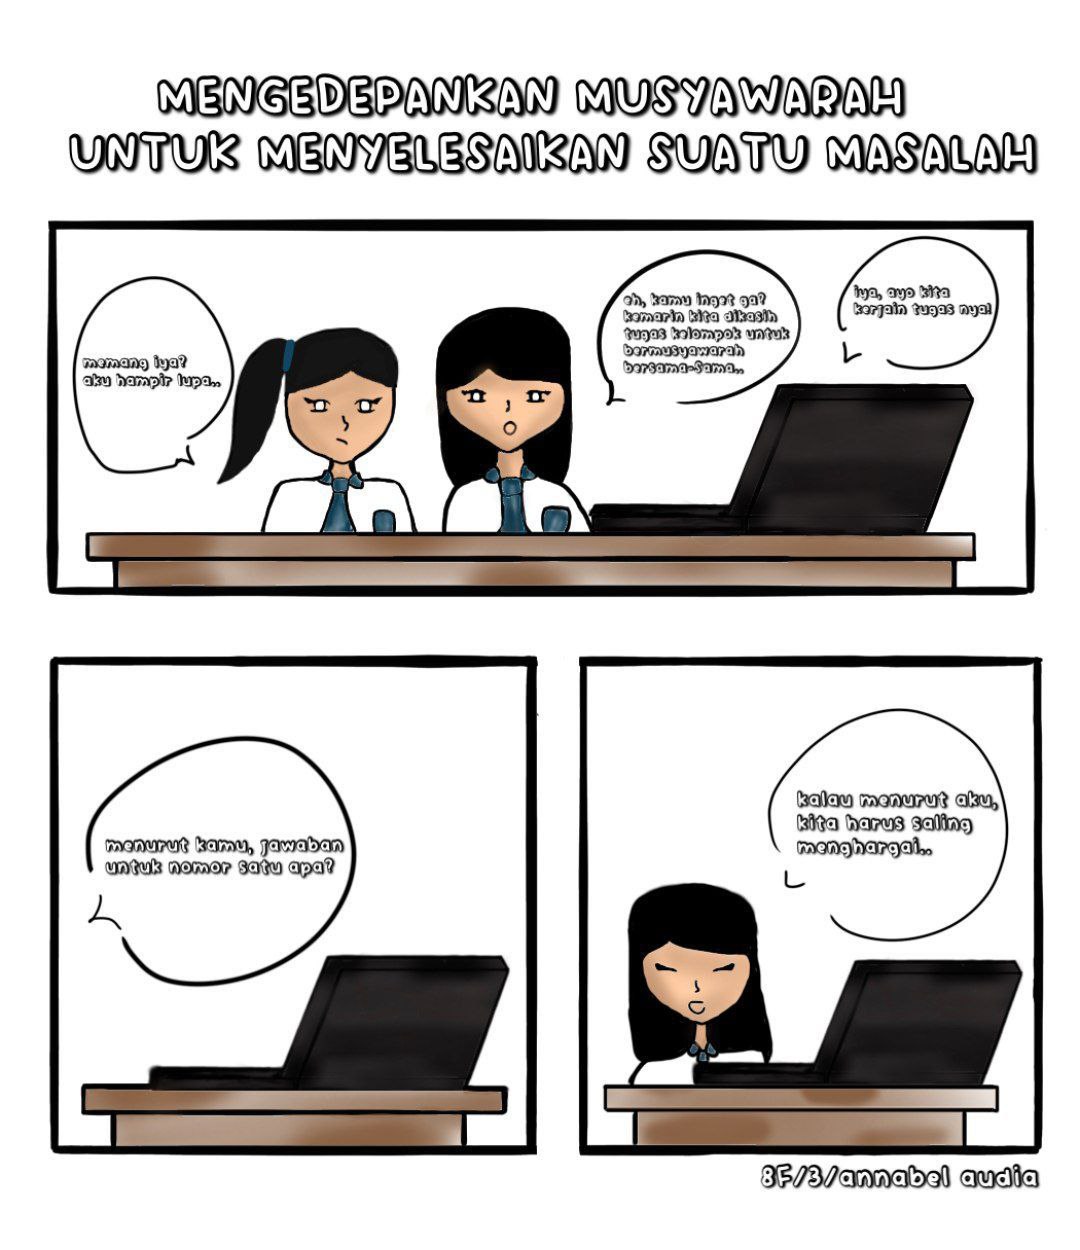 MENGEDEPANKAN MUSYAWARAH
UNTUK MENYELESAIKAN SUATU MASALAH
memang iya?
aku hampir lupa..
eh, kamu inget ga?
kemarin kita dikasih
tugas kelompok untuk
bermusyawarah
bersama-sama..
iya, ayo kita
kerjain tugas nya!
menurut kamu, jawaban
untuk nomor satu apa?
kalau menurut aku,
kita harus saling
menghargai..
8F/3/annabel audia